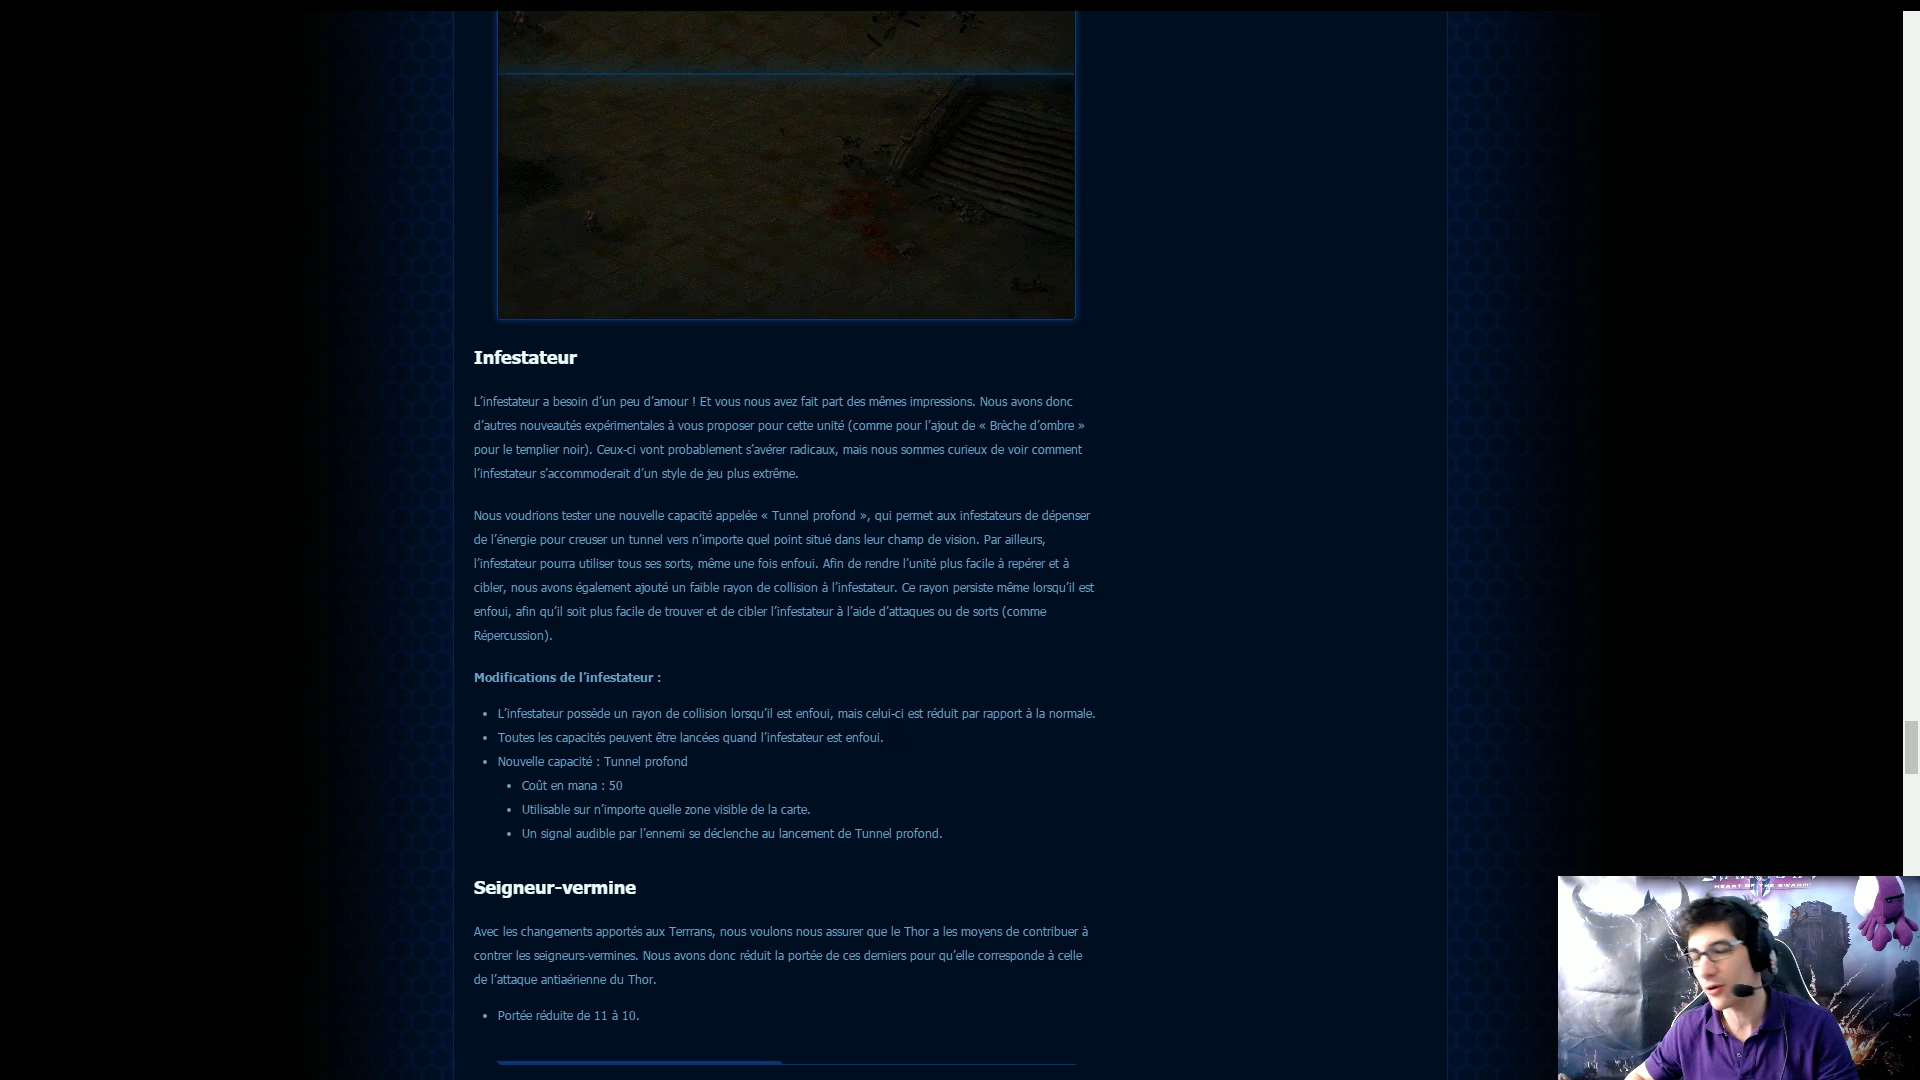 Infestateur
L’infestateur a besoin d’un peu d’amour ! Et vous nous avez fait part des mêmes impressions. Nous avons donc
d’autres nouveautés expérimentales à vous proposer pour cette unité (comme pour l’ajout de « Brèche d’ombre »
pour le templier noir). Ceux-ci vont probablement s’avérer radicaux, mais nous sommes curieux de voir comment
l’infestateur s’accommoderait d’un style de jeu plus extrême.
Nous voudrions tester une nouvelle capacité appelée « Tunnel profond », qui permet aux infestateurs de dépenser
de l’énergie pour creuser un tunnel vers n’importe quel point situé dans leur champ de vision. Par ailleurs,
l’infestateur pourra utiliser tous ses sorts, même une fois enfoui. Afin de rendre l’unité plus facile à repérer et à
cibler, nous avons également ajouté un faible rayon de collision à l’infestateur. Ce rayon persiste même lorsqu’il est
enfoui, afin qu’il soit plus facile de trouver et de cibler l’infestateur à l’aide d’attaques ou de sorts (comme
Répercussion).
Modifications de l’infestateur :
• L’infestateur possède un rayon de collision lorsqu’il est enfoui, mais celui-ci est réduit par rapport à la normale.
• Toutes les capacités peuvent être lancées quand l’infestateur est enfoui.
• Nouvelle capacité : Tunnel profond
• Coût en mana : 50
• Utilisable sur n’importe quelle zone visible de la carte.
• Un signal audible par l’ennemi se déclenche au lancement de Tunnel profond.
Seigneur-vermine
Avec les changements apportés aux Terrrans, nous voulons nous assurer que le Thor a les moyens de contribuer à
contrer les seigneurs-vermines. Nous avons donc réduit la portée de ces derniers pour qu’elle corresponde à celle
de l’attaque antiaérienne du Thor.
• Portée réduite de 11 à 10.
HEART OF THE SWARM